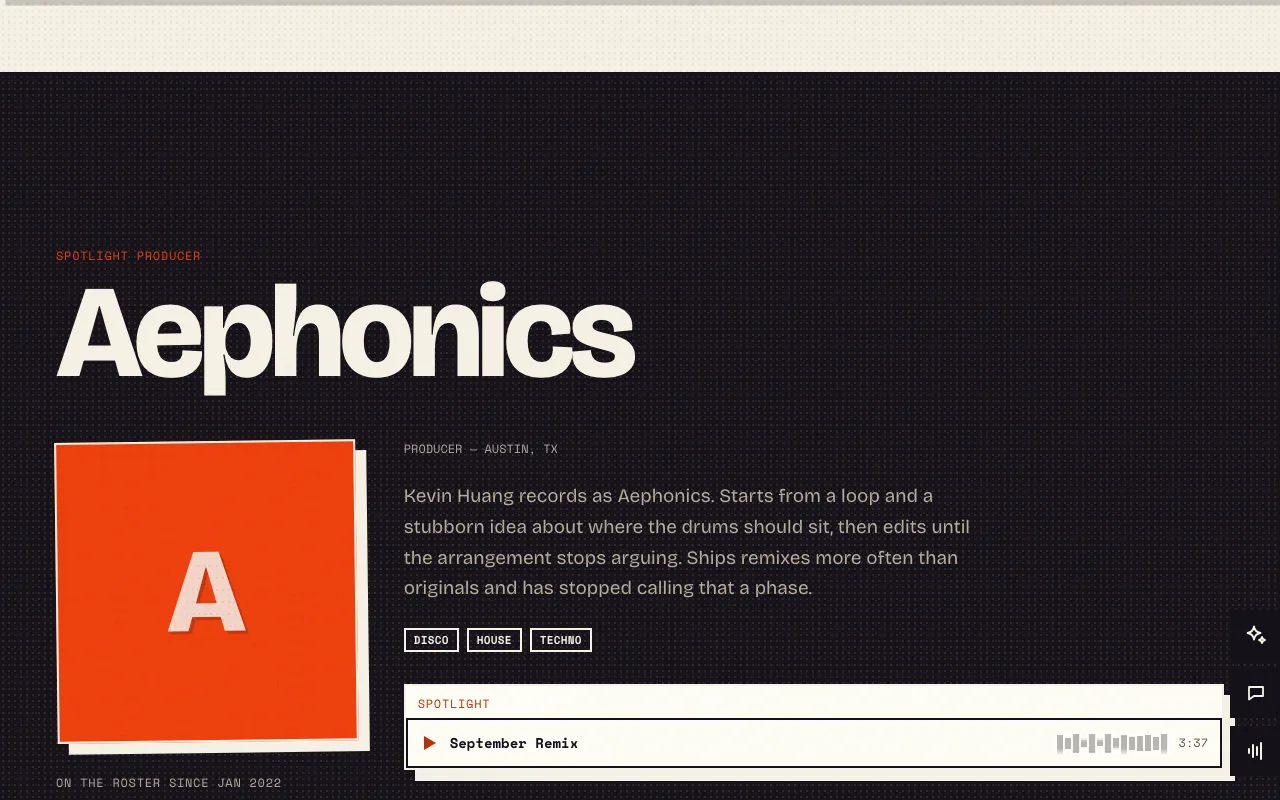 SPOTLIGHT PRODUCER
Aephonics
A
PRODUCER — AUSTIN, TX
Kevin Huang records as Aephonics. Starts from a loop and a
stubborn idea about where the drums should sit, then edits until
the arrangement stops arguing. Ships remixes more often than
originals and has stopped calling that a phase.
DISCO HOUSE TECHNO
SPOTLIGHT
September Remix 3:37
ON THE ROSTER SINCE JAN 2022